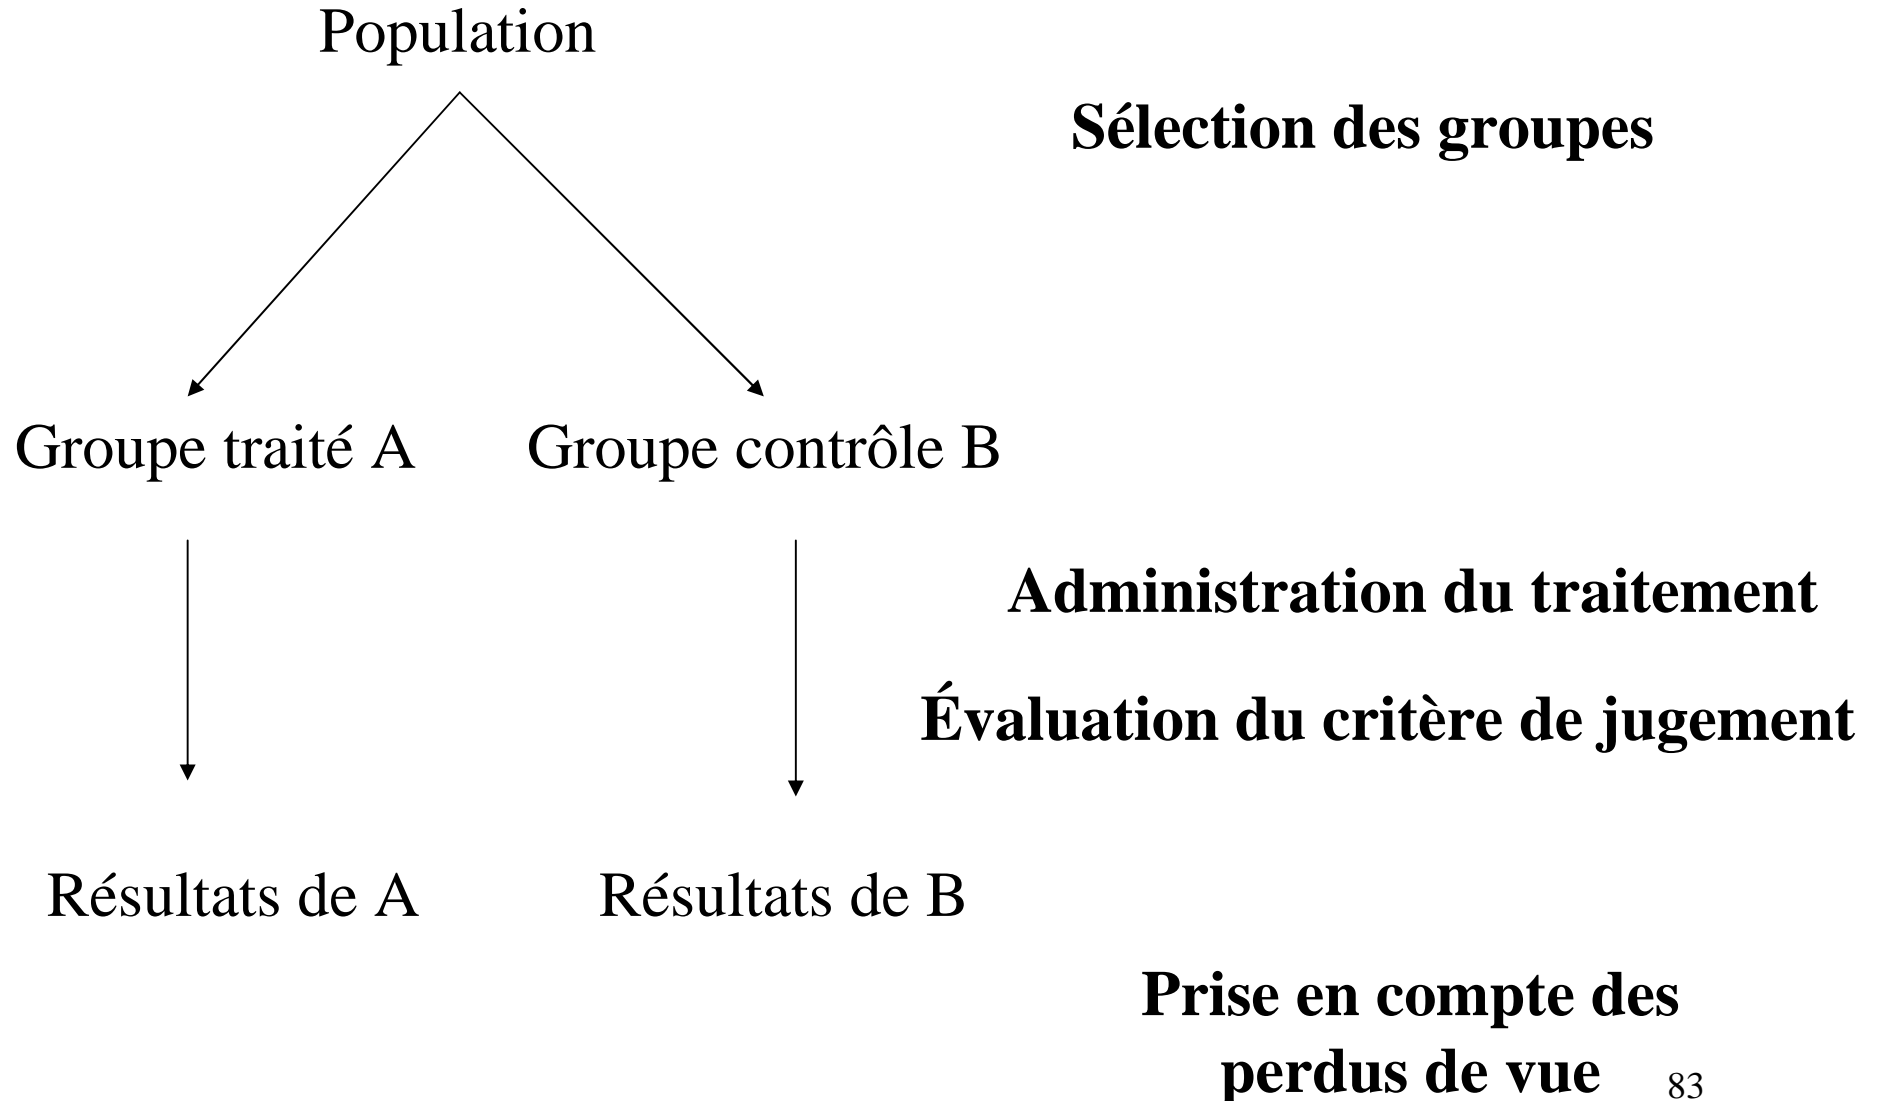 Population
Sélection des groupes
Groupe traité A
Groupe contrôle B
Administration du traitement
Évaluation du critère de jugement
Résultats de A
Résultats de B
Prise en compte des
perdus de vue
83